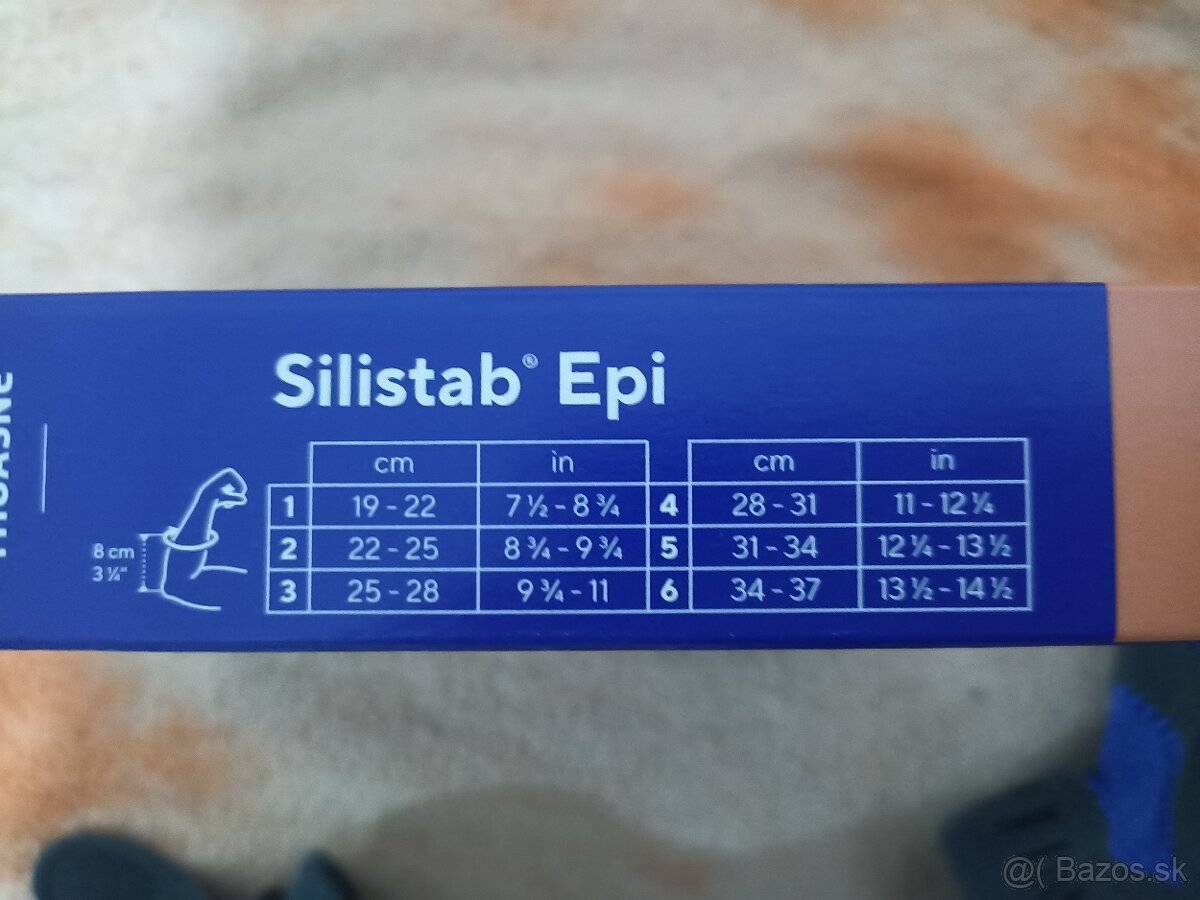 THUASNE
Silistab® Epi
cm in cm in
1 19 - 22 7 ½ - 8 ¾ 4 28 - 31 11 - 12 ¼
2 22 - 25 8 ¾ - 9 ¾ 5 31 - 34 12 ¼ - 13 ½
3 25 - 28 9 ¾ - 11 6 34 - 37 13 ½ - 14 ½
8 cm
3 ¼"
@( Bazos.sk